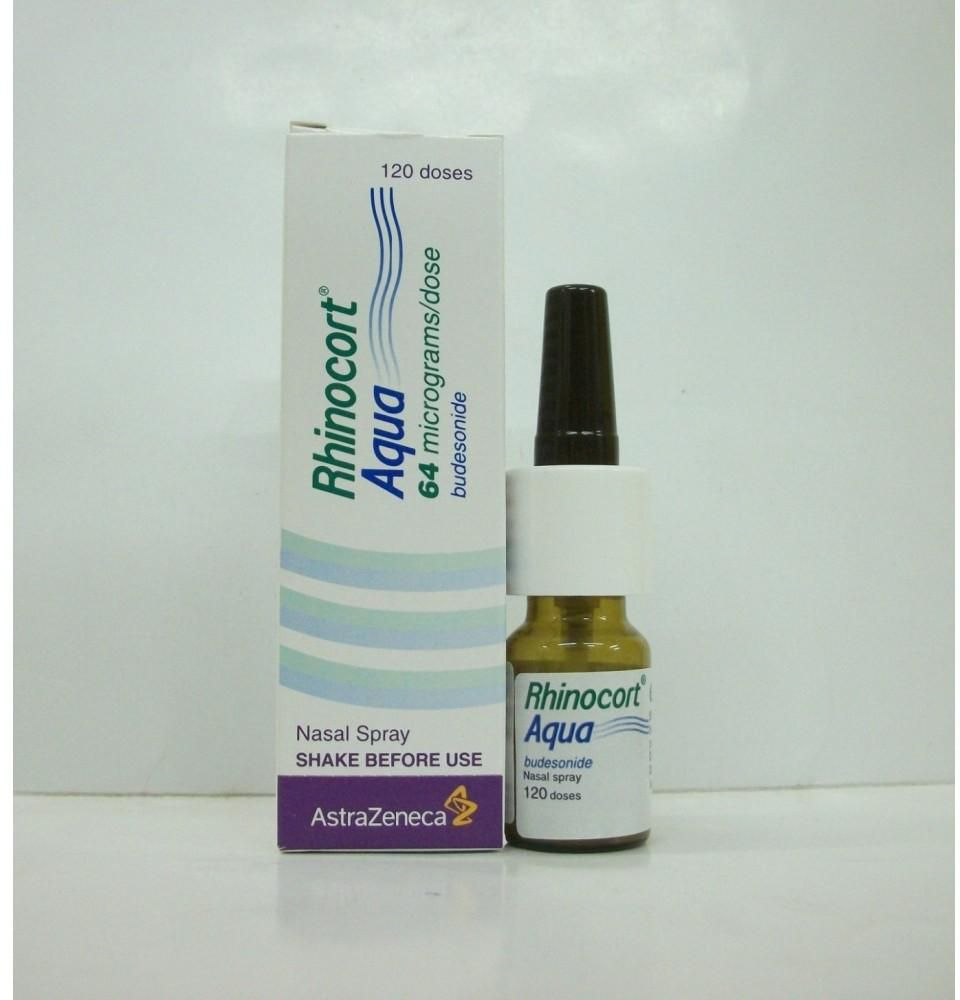 120 doses
Rhinocort®
Aqua
64 micrograms/dose
budesonide
Nasal Spray
SHAKE BEFORE USE
AstraZeneca
Rhinocort®
Aqua
budesonide
Nasal spray
120 doses